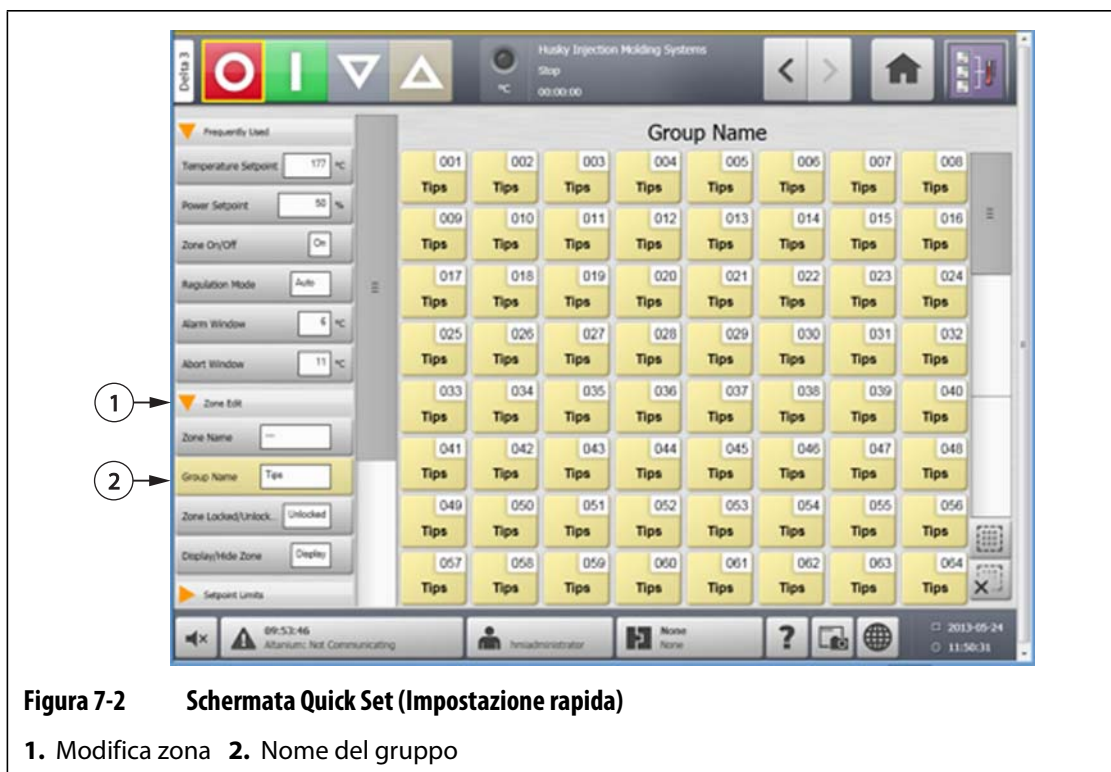 Delta 3
°C
Husky Injection Molding Systems
Stop
00:00:00
Frequently Used
Temperature Setpoint 177 °C
Power Setpoint 50 %
Zone On/Off On
Regulation Mode Auto
Alarm Window 6 °C
Abort Window 11 °C
1
Zone Edit
Zone Name ---
2
Group Name Tips
Zone Locked/Unlock... Unlocked
Display/Hide Zone Display
Setpoint Limits
Group Name
001 002 003 004 005 006 007 008
Tips Tips Tips Tips Tips Tips Tips Tips
009 010 011 012 013 014 015 016
Tips Tips Tips Tips Tips Tips Tips Tips
017 018 019 020 021 022 023 024
Tips Tips Tips Tips Tips Tips Tips Tips
025 026 027 028 029 030 031 032
Tips Tips Tips Tips Tips Tips Tips Tips
033 034 035 036 037 038 039 040
Tips Tips Tips Tips Tips Tips Tips Tips
041 042 043 044 045 046 047 048
Tips Tips Tips Tips Tips Tips Tips Tips
049 050 051 052 053 054 055 056
Tips Tips Tips Tips Tips Tips Tips Tips
057 058 059 060 061 062 063 064
Tips Tips Tips Tips Tips Tips Tips Tips
09:53:46
Altanium: Not Communicating
hmiadministrator
None
None
?
2013-05-24
11:50:31
Figura 7-2 Schermata Quick Set (Impostazione rapida)
1. Modifica zona 2. Nome del gruppo